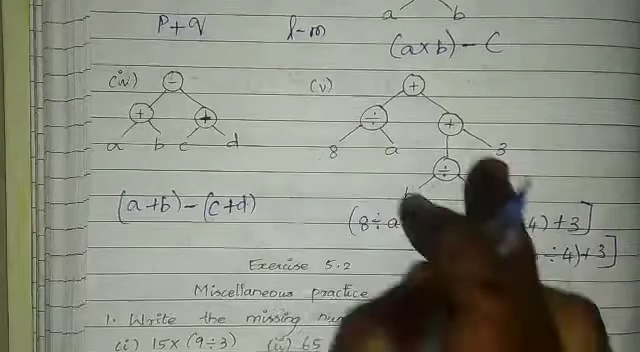 a b
p+q l-m (a×b)-C
(iv) - (v) +
+ + ÷ +
a b c d 8 a ÷ 3
b
(a+b)-(c+d) (8÷a 4)+3]
÷4)+3]
Exercise 5.2
Miscellaneous practice
1. Write the missing
(i) 15×(9÷3) (ii) 65